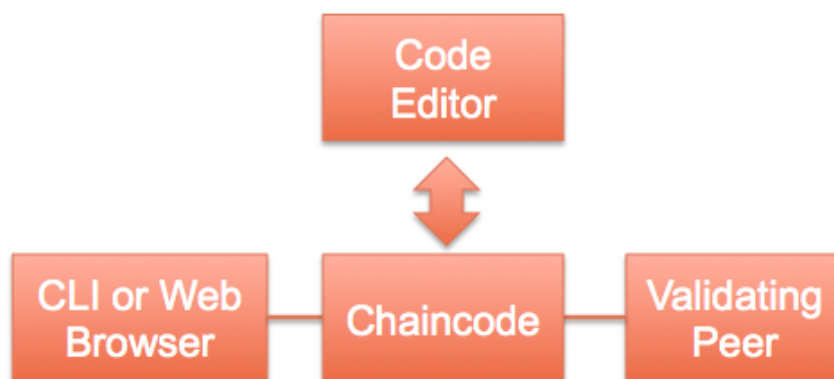 Code
Editor
CLI or Web
Browser
Chaincode
Validating
Peer